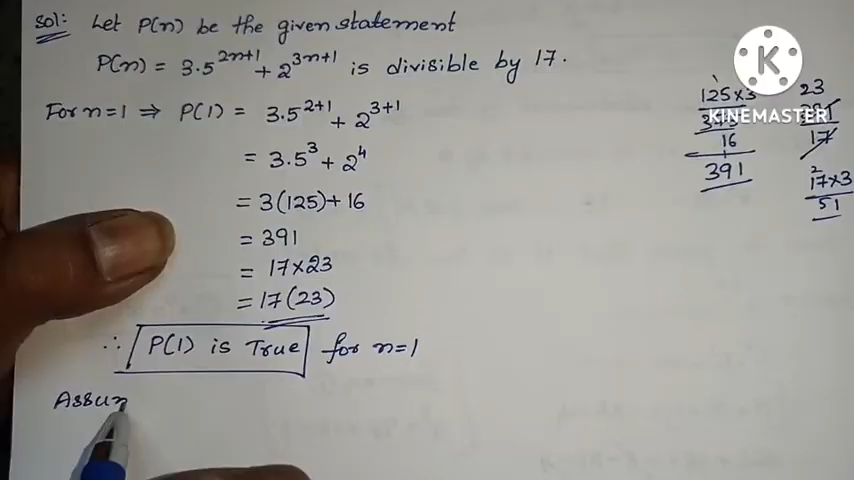 Sol: Let P(n) be the given statement
P(n) = 3.5^{2n+1} + 2^{3n+1} is divisible by 17.
For n=1 ⇒ P(1) = 3.5^{2+1} + 2^{3+1}
= 3.5^3 + 2^4
= 3(125) + 16
= 391
= 17×23
= 17(23)
∴ P(1) is True for n=1
Assum
125×3
16
391
23
17
17×3
51
K
KINEMASTER